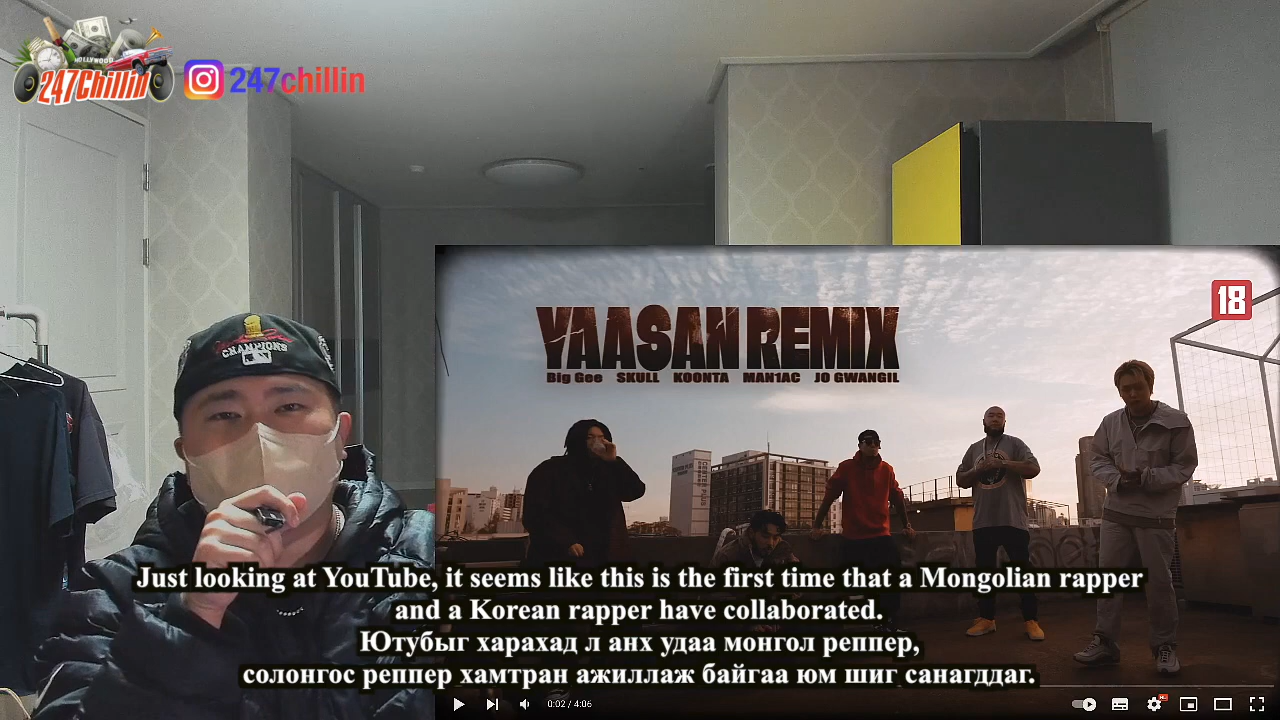 HOLLYWOOD
247Chillin
247chillin
CHAMPIONS
18
YAASAN REMIX
Big Gee SKULL KOONTA MAN1AC JO GWANGIL
Just looking at YouTube, it seems like this is the first time that a Mongolian rapper
and a Korean rapper have collaborated.
Ютубыг харахад л анх удаа монгол реппер,
солонгос реппер хамтран ажиллаж байгаа юм шиг санагддаг.
0:02 / 4:06